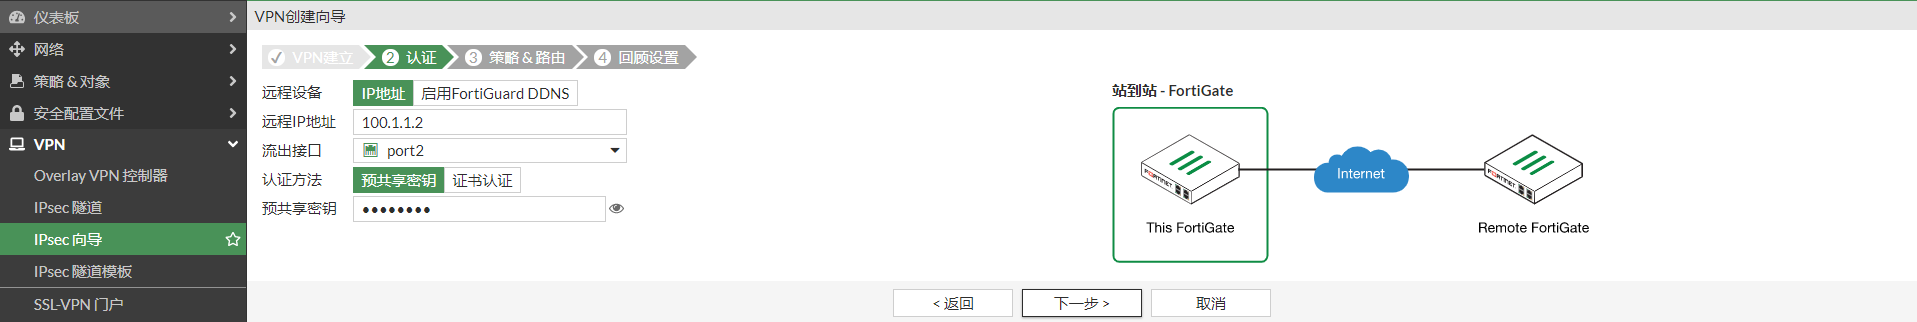 仪表板
网络
策略 & 对象
安全配置文件
VPN
Overlay VPN 控制器
IPsec 隧道
IPsec 向导
IPsec 隧道模板
SSL-VPN 门户
VPN创建向导
VPN建立 2 认证 3 策略 & 路由 4 回顾设置
远程设备 IP地址 启用FortiGuard DDNS
远程IP地址 100.1.1.2
流出接口 port2
认证方法 预共享密钥 证书认证
预共享密钥 ●●●●●●●●
站到站 - FortiGate
FORTINET
Internet
FORTINET
This FortiGate
Remote FortiGate
< 返回 下一步 > 取消